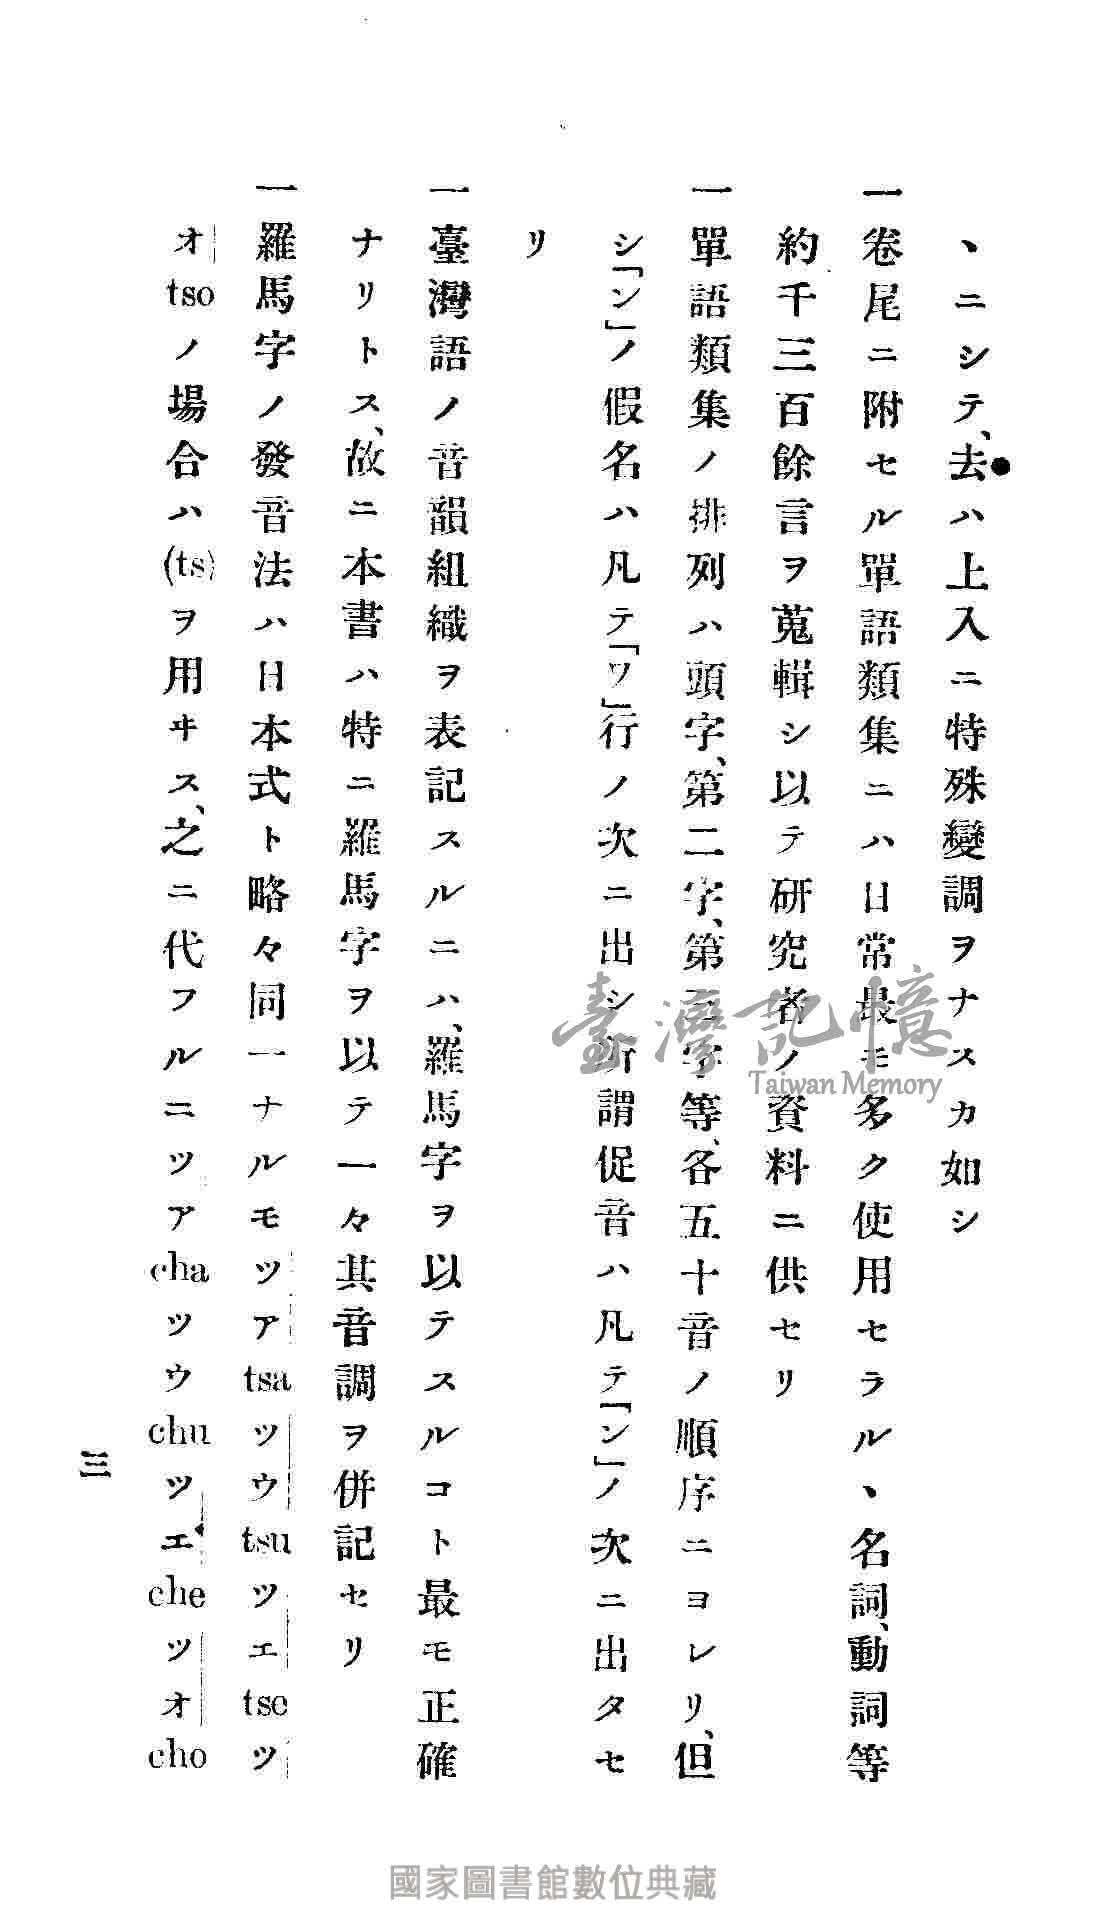 ヽニシテ、去ハ上入ニ特殊變調ヲナスカ如シ
一卷尾ニ附セル單語類集ニハ日常最モ多ク使用セラルヽ名詞、動詞等
約千三百餘言ヲ蒐輯シ以テ研究者ノ資料ニ供セリ
一單語類集ノ排列ハ頭字、第二字、第三字等、各五十音ノ順序ニヨレリ、但
シ「ン」ノ假名ハ凡テ「ワ」行ノ次ニ出シ所謂促音ハ凡テ「ン」ノ次ニ出タセ
リ
一臺灣語ノ音韻組織ヲ表記スルニハ、羅馬字ヲ以テスルコト最モ正確
ナリトス、故ニ本書ハ特ニ羅馬字ヲ以テ一々其音調ヲ併記セリ
一羅馬字ノ發音法ハ日本式ト略々同一ナルモツア tsa ツウ tsu ツエ tse ツ
オ tso ノ場合ハ (ts) ヲ用ヰス、之ニ代フルニツア cha ツウ chu ツエ che ツオ cho
三
臺灣記憶
Taiwan Memory
國家圖書館數位典藏